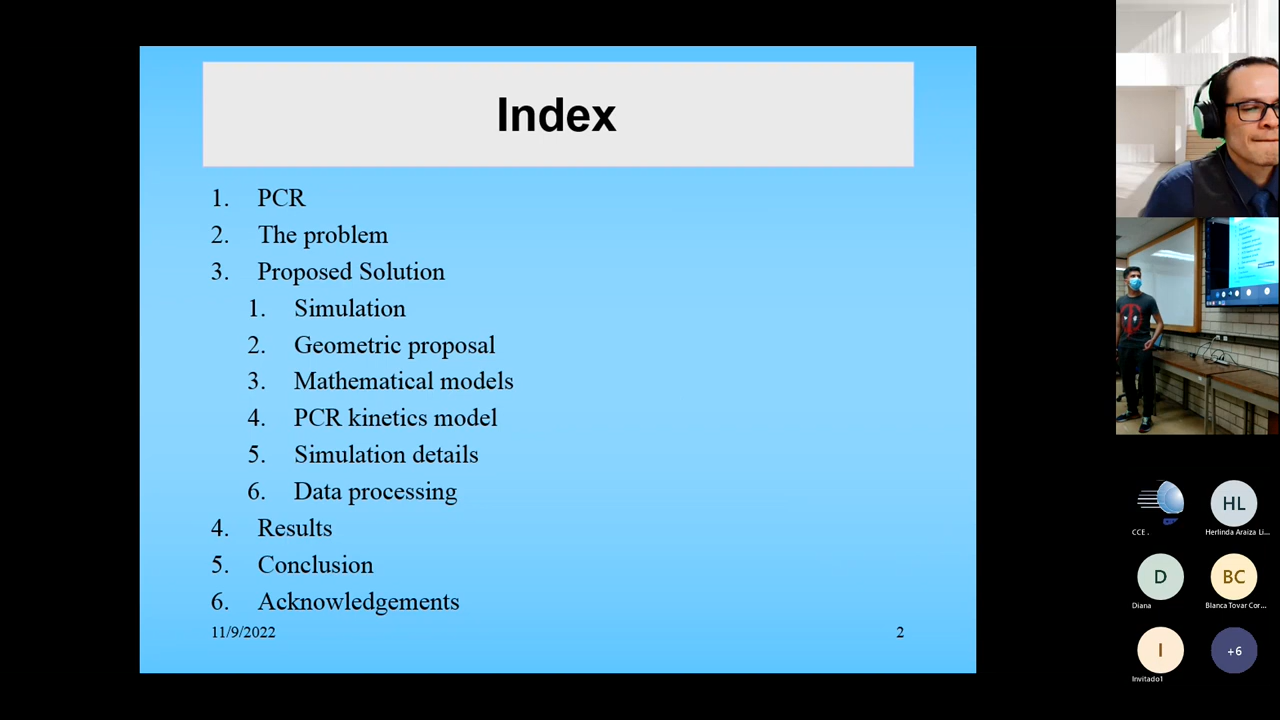 Index
1. PCR
2. The problem
3. Proposed Solution
1. Simulation
2. Geometric proposal
3. Mathematical models
4. PCR kinetics model
5. Simulation details
6. Data processing
4. Results
5. Conclusion
6. Acknowledgements
11/9/2022 2
HL
CCE . Herlinda Araiza Li...
D BC
Diana Blanca Tovar Cor...
I +6
Invitado1